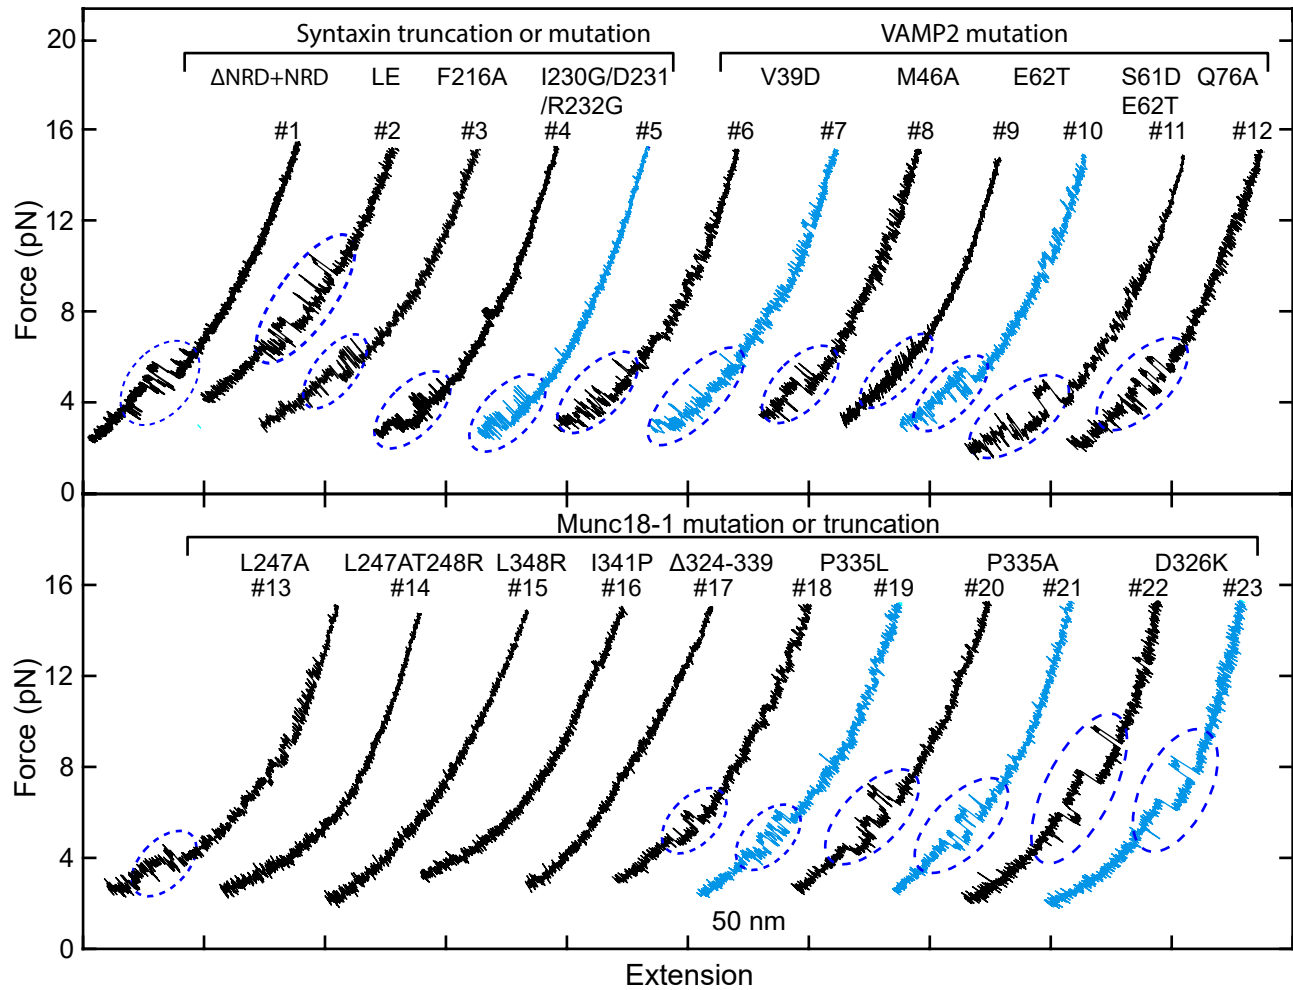 20
16
12
8
4
0
Force (pN)
Syntaxin truncation or mutation
VAMP2 mutation
ΔNRD+NRD LE F216A I230G/D231 V39D M46A E62T S61D Q76A
/R232G E62T
#1 #2 #3 #4 #5 #6 #7 #8 #9 #10 #11 #12
16
12
8
4
0
Force (pN)
Munc18-1 mutation or truncation
L247A L247AT248R L348R I341P Δ324-339 P335L P335A D326K
#13 #14 #15 #16 #17 #18 #19 #20 #21 #22 #23
50 nm
Extension